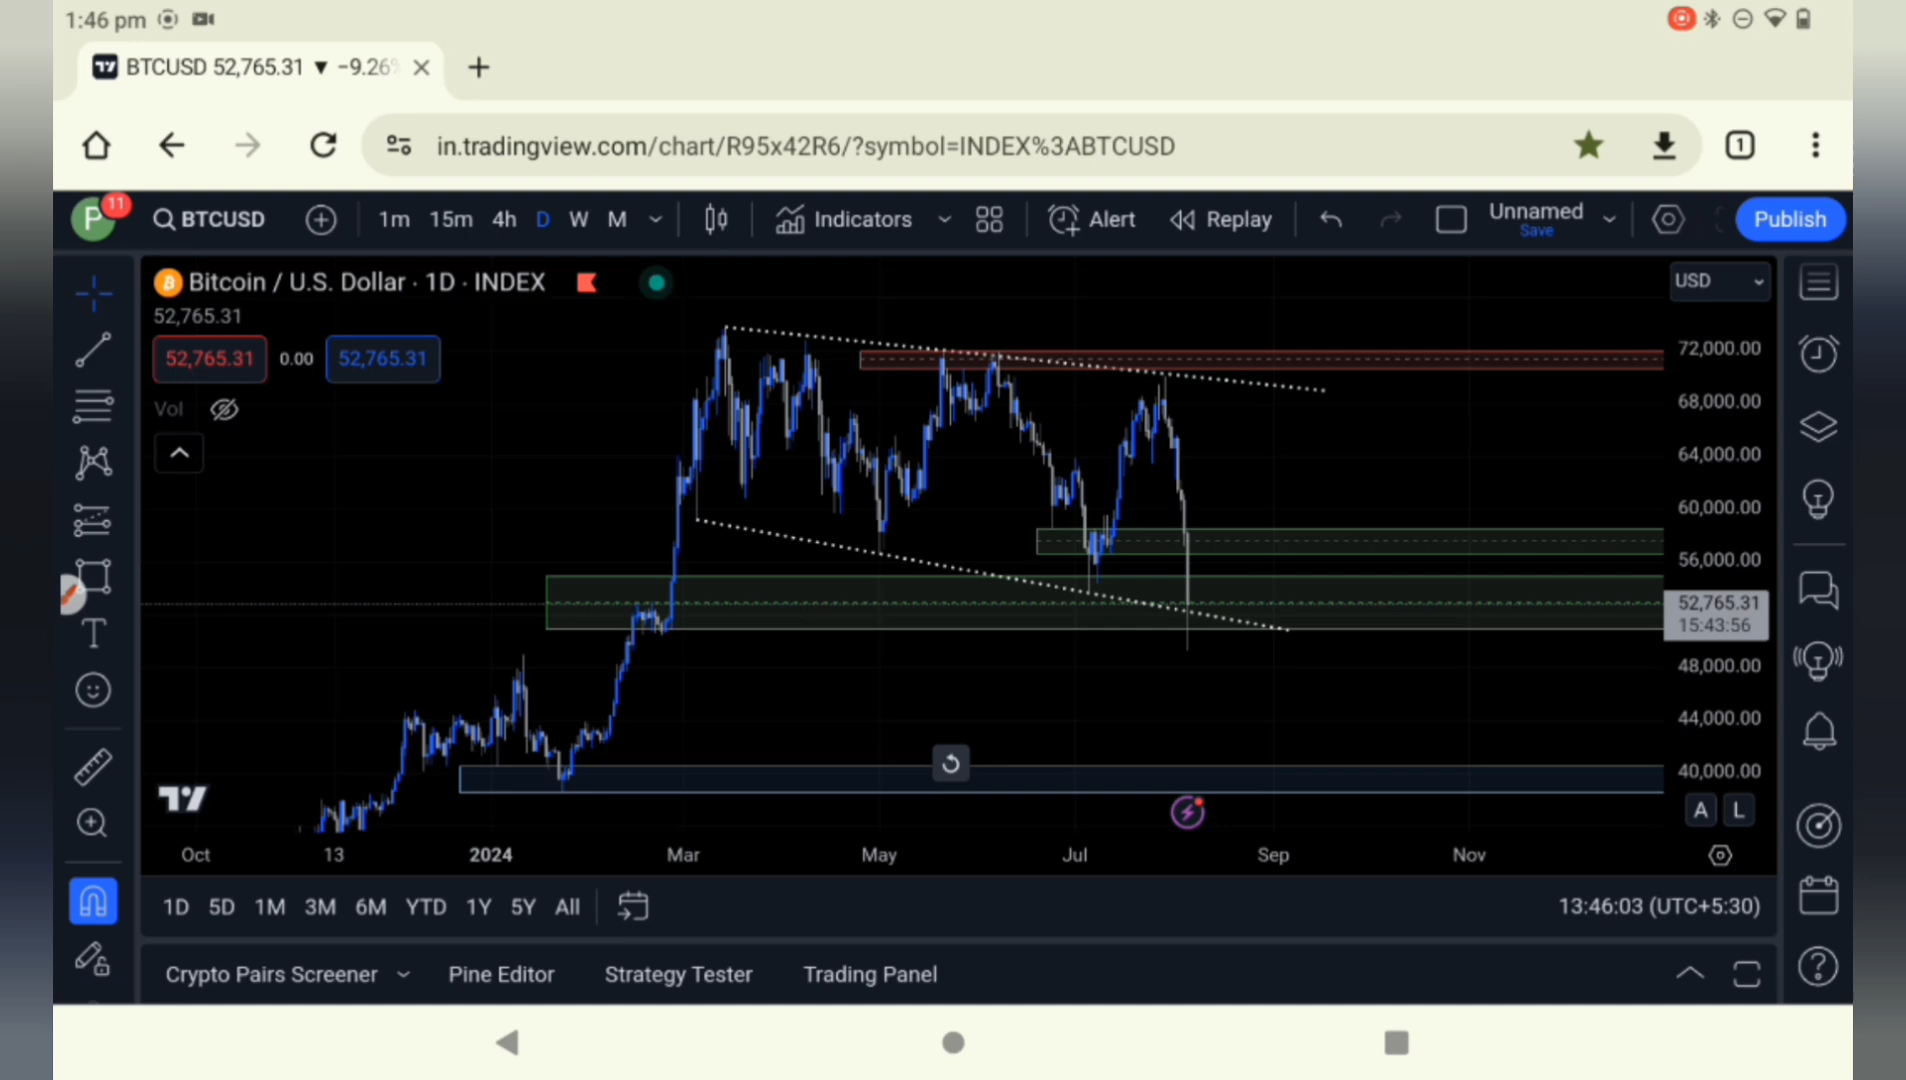 1:46 pm
BTCUSD 52,765.31 ▼ −9.26%
in.tradingview.com/chart/R95x42R6/?symbol=INDEX%3ABTCUSD
1
P
11
BTCUSD
1m 15m 4h D W M
Indicators
Alert
Replay
Unnamed
Save
Publish
Bitcoin / U.S. Dollar · 1D · INDEX
USD
52,765.31
52,765.31 0.00 52,765.31
Vol
72,000.00
68,000.00
64,000.00
60,000.00
56,000.00
52,765.31
15:43:56
48,000.00
44,000.00
40,000.00
A L
Oct 13 2024 Mar May Jul Sep Nov
1D 5D 1M 3M 6M YTD 1Y 5Y All
13:46:03 (UTC+5:30)
Crypto Pairs Screener Pine Editor Strategy Tester Trading Panel